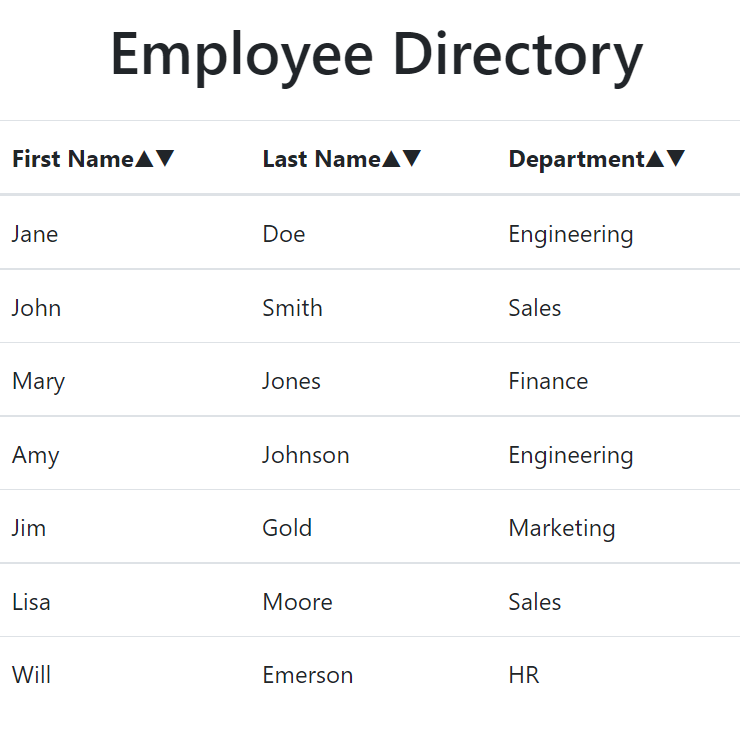 Employee Directory
First Name▲▼ Last Name▲▼ Department▲▼
Jane Doe Engineering
John Smith Sales
Mary Jones Finance
Amy Johnson Engineering
Jim Gold Marketing
Lisa Moore Sales
Will Emerson HR